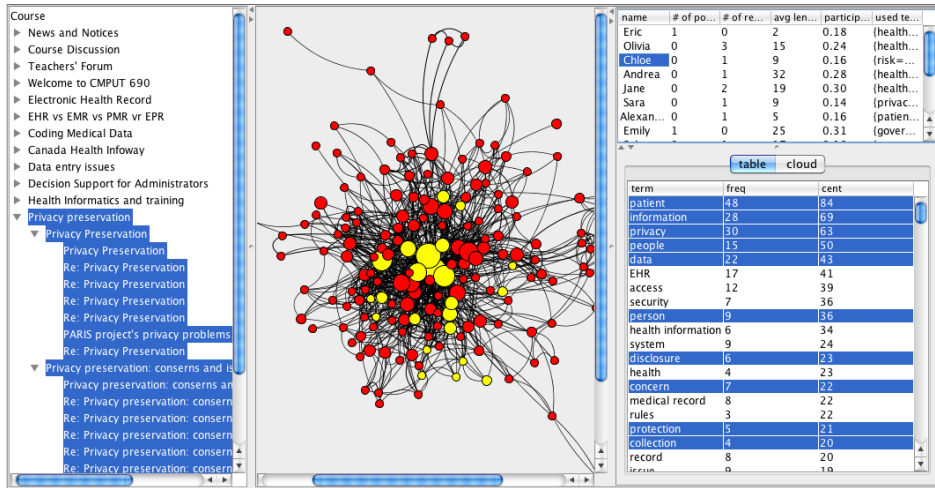 Course
News and Notices
Course Discussion
Teachers' Forum
Welcome to CMPUT 690
Electronic Health Record
EHR vs EMR vs PMR vr EPR
Coding Medical Data
Canada Health Infoway
Data entry issues
Decision Support for Administrators
Health Informatics and training
Privacy preservation
Privacy Preservation
Privacy Preservation
Re: Privacy Preservation
Re: Privacy Preservation
Re: Privacy Preservation
Re: Privacy Preservation
PARIS project's privacy problems
Re: Privacy Preservation
Privacy preservation: conserns and is
Privacy preservation: conserns an
Re: Privacy preservation: consern
Re: Privacy preservation: consern
Re: Privacy preservation: consern
Re: Privacy preservation: consern
Re: Privacy preservation: consern
name # of po... # of re... avg len... particip... used te...
Eric 1 0 2 0.18 {health...
Olivia 0 3 15 0.24 {health...
Chloe 0 1 9 0.16 {risk=...
Andrea 0 1 32 0.28 {health...
Jane 0 2 19 0.30 {health...
Sara 0 1 9 0.14 {privac...
Alexan... 0 1 5 0.16 {patien...
Emily 1 0 25 0.31 {gover...
table cloud
term freq cent
patient 48 84
information 28 69
privacy 30 63
people 15 50
data 22 43
EHR 17 41
access 12 39
security 7 36
person 9 36
health information 6 34
system 9 24
disclosure 6 23
health 4 23
concern 7 22
medical record 8 22
rules 3 22
protection 5 21
collection 4 20
record 8 20
issue 9 19